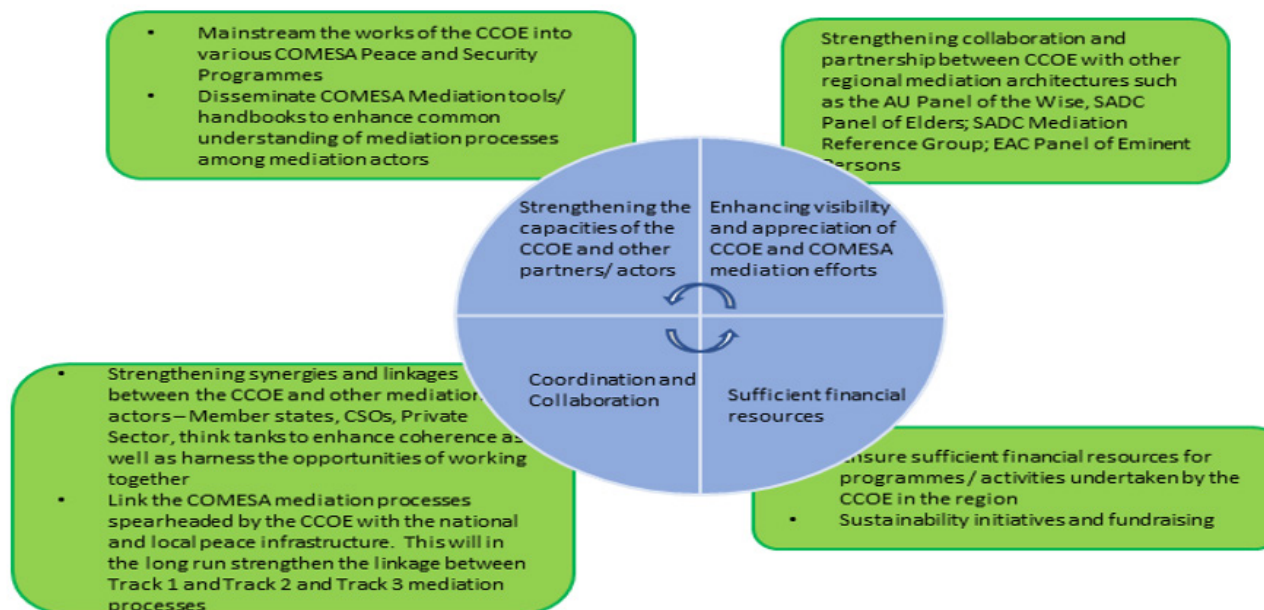 • Mainstream the works of the CCOE into
various COMESA Peace and Security
Programmes
• Disseminate COMESA Mediation tools/
handbooks to enhance common
understanding of mediation processes
among mediation actors
Strengthening collaboration and
partnership between CCOE with other
regional mediation architectures such
as the AU Panel of the Wise, SADC
Panel of Elders; SADC Mediation
Reference Group; EAC Panel of Eminent
Persons
Strengthening the
capacities of the
CCOE and other
partners/ actors
Enhancing visibility
and appreciation of
CCOE and COMESA
mediation efforts
Coordination and
Collaboration
Sufficient financial
resources
• Strengthening synergies and linkages
between the CCOE and other mediation
actors – Member states, CSOs, Private
Sector, think tanks to enhance coherence as
well as harness the opportunities of working
together
• Link the COMESA mediation processes
spearheaded by the CCOE with the national
and local peace infrastructure. This will in
the long run strengthen the linkage between
Track 1 and Track 2 and Track 3 mediation
processes
Ensure sufficient financial resources for
programmes / activities undertaken by the
CCOE in the region
• Sustainability initiatives and fundraising